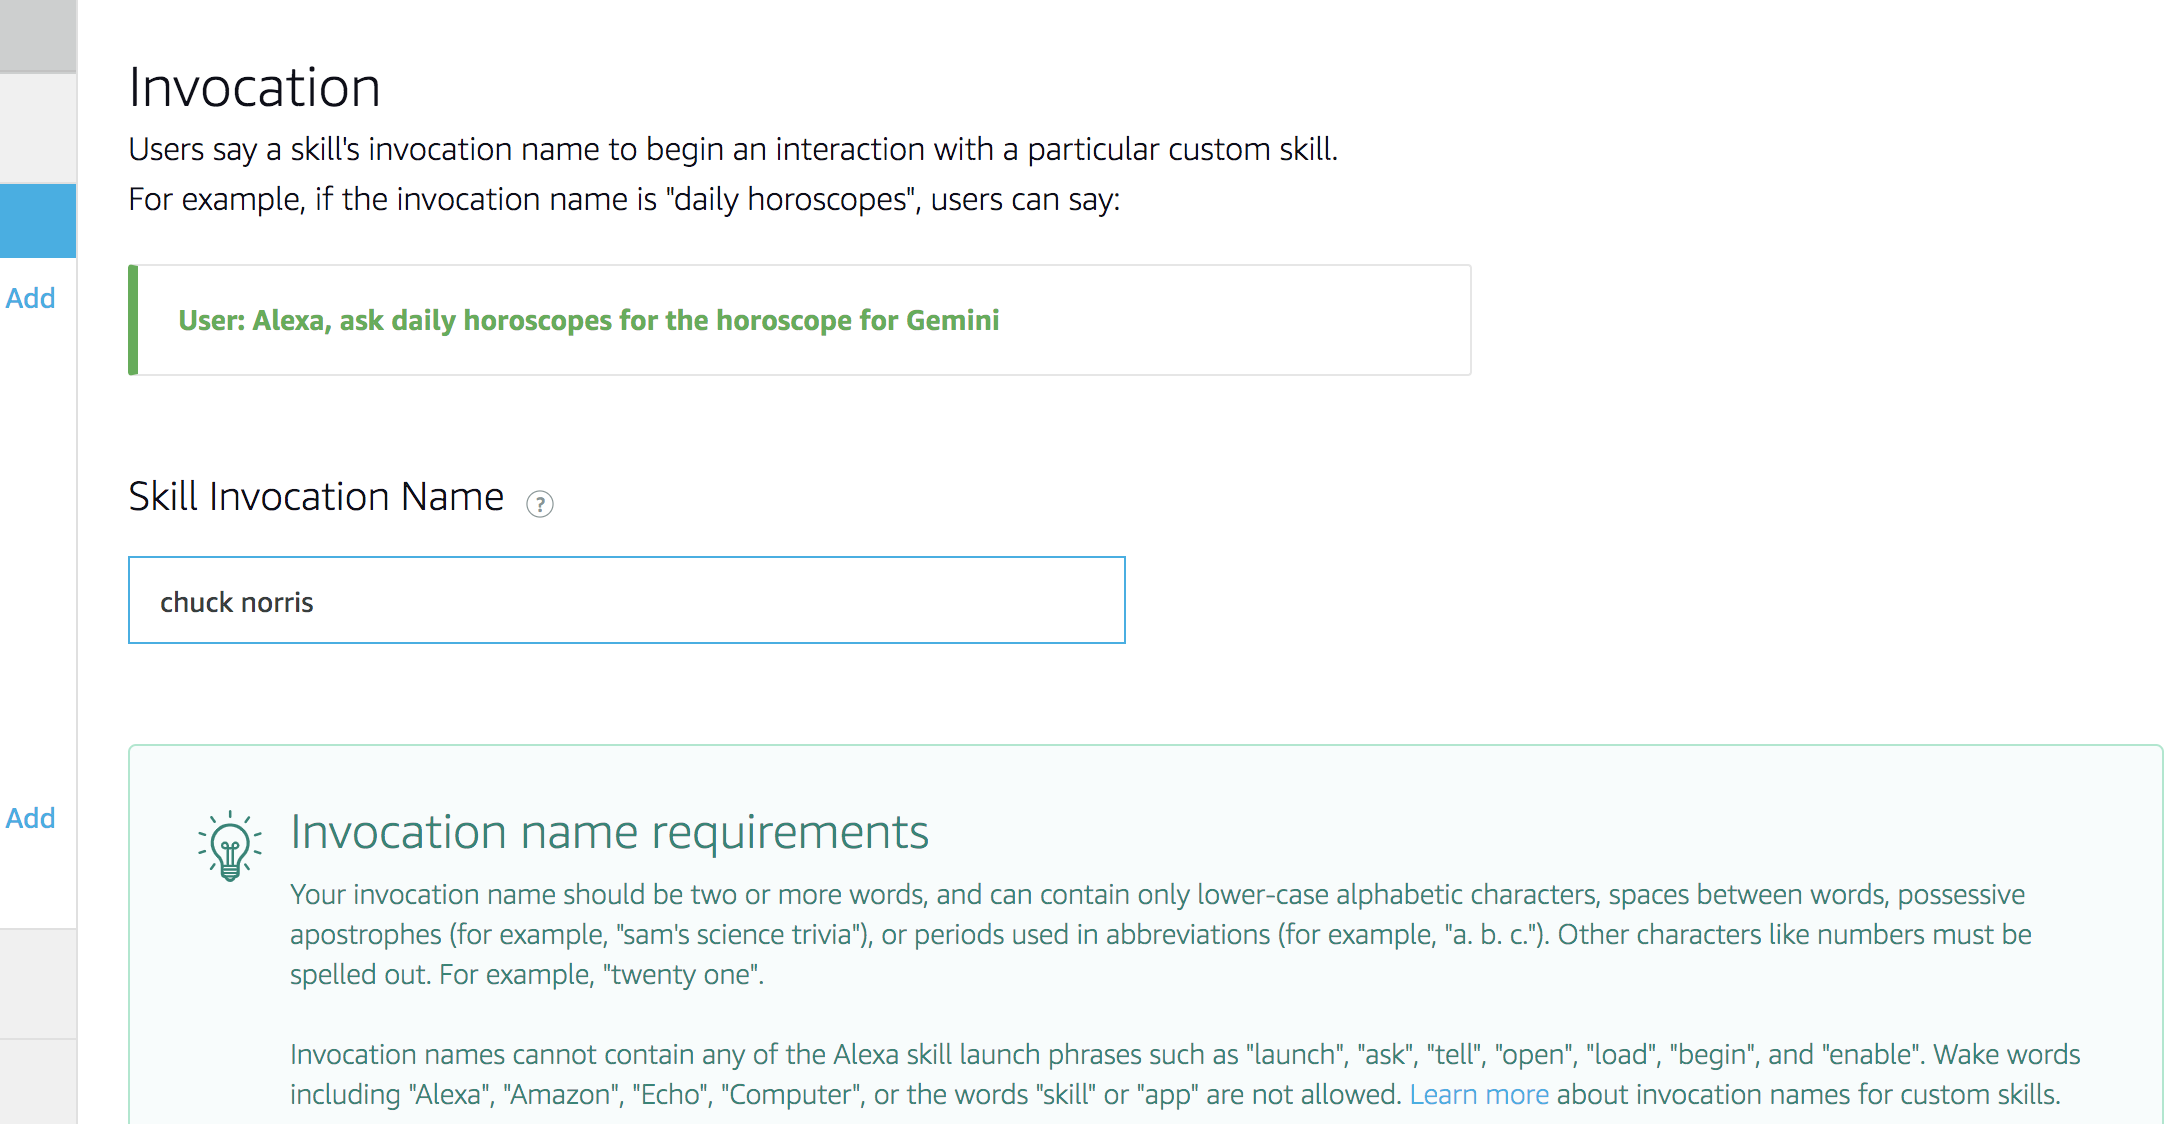 Invocation
Users say a skill's invocation name to begin an interaction with a particular custom skill.
For example, if the invocation name is "daily horoscopes", users can say:
Add
User: Alexa, ask daily horoscopes for the horoscope for Gemini
Skill Invocation Name ?
chuck norris
Add
Invocation name requirements
Your invocation name should be two or more words, and can contain only lower-case alphabetic characters, spaces between words, possessive
apostrophes (for example, "sam's science trivia"), or periods used in abbreviations (for example, "a. b. c."). Other characters like numbers must be
spelled out. For example, "twenty one".
Invocation names cannot contain any of the Alexa skill launch phrases such as "launch", "ask", "tell", "open", "load", "begin", and "enable". Wake words
including "Alexa", "Amazon", "Echo", "Computer", or the words "skill" or "app" are not allowed. Learn more about invocation names for custom skills.